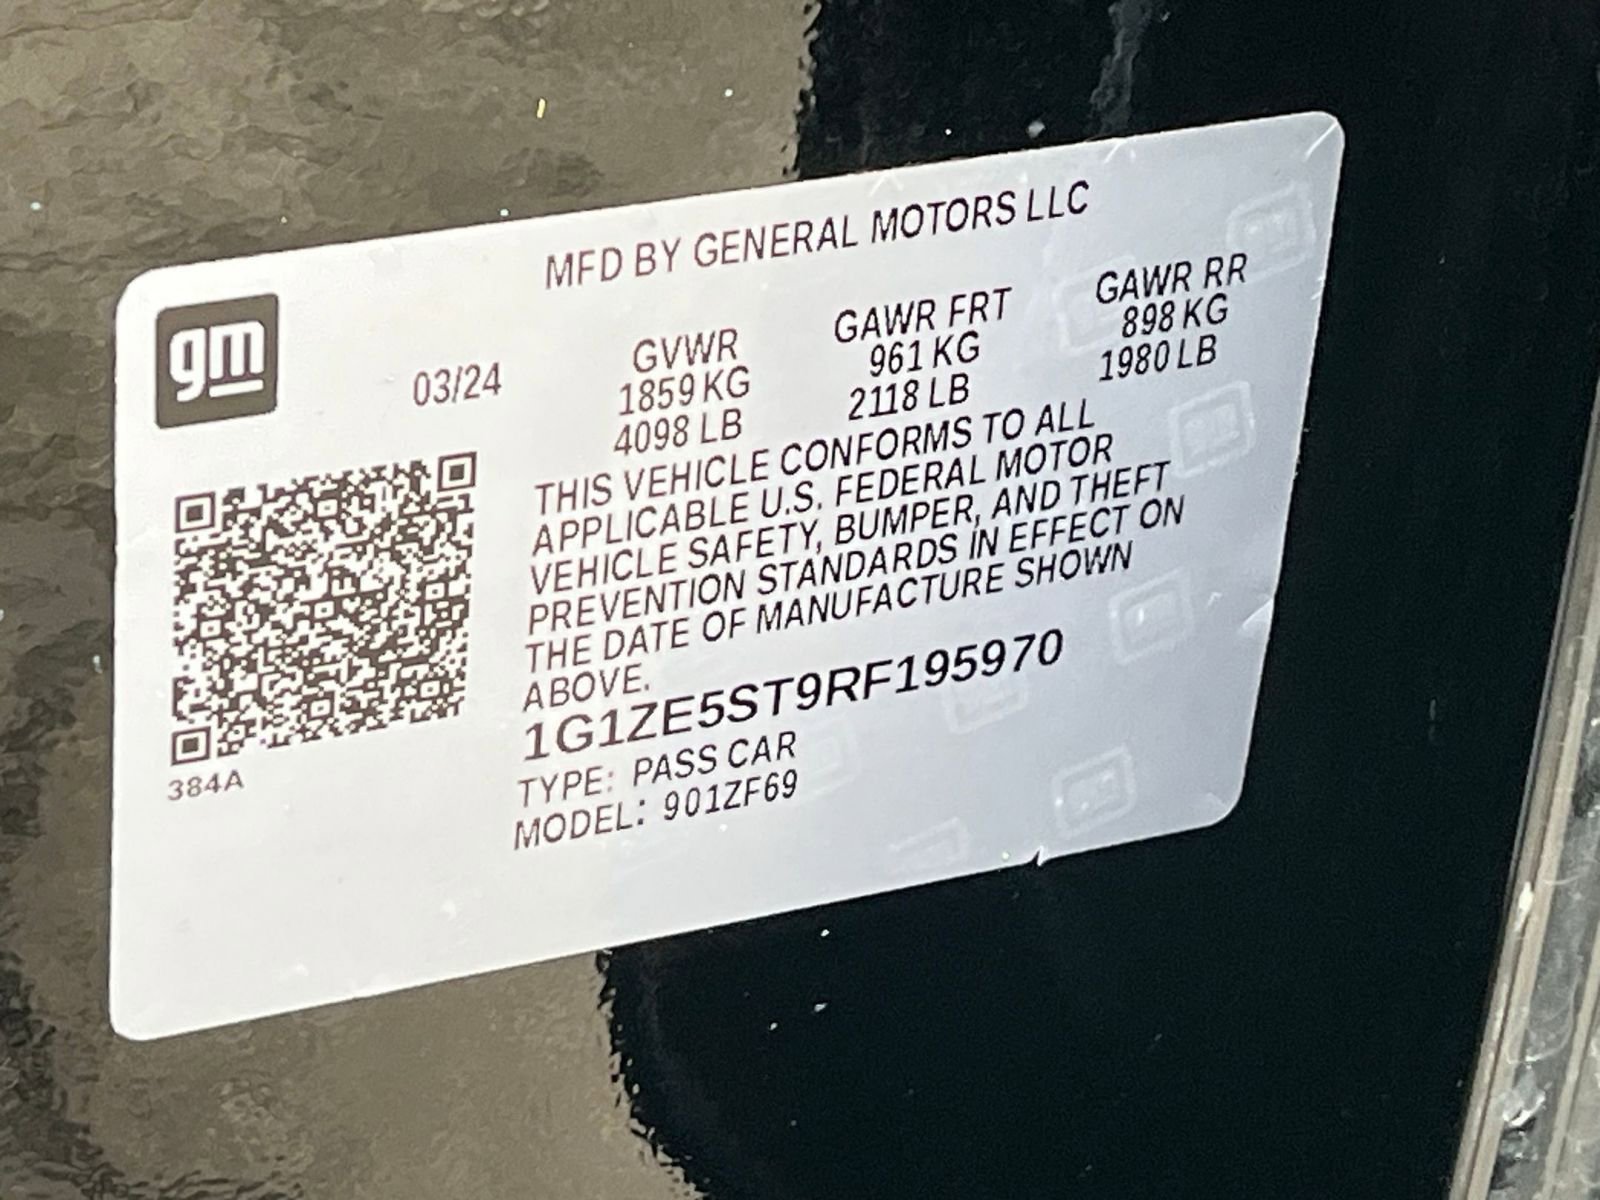 MFD BY GENERAL MOTORS LLC
gm
03/24
GVWR
1859 KG
4098 LB
GAWR FRT
961 KG
2118 LB
GAWR RR
898 KG
1980 LB
THIS VEHICLE CONFORMS TO ALL
APPLICABLE U.S. FEDERAL MOTOR
VEHICLE SAFETY, BUMPER, AND THEFT
PREVENTION STANDARDS IN EFFECT ON
THE DATE OF MANUFACTURE SHOWN
ABOVE.
1G1ZE5ST9RF195970
TYPE: PASS CAR
MODEL: 901ZF69
384A